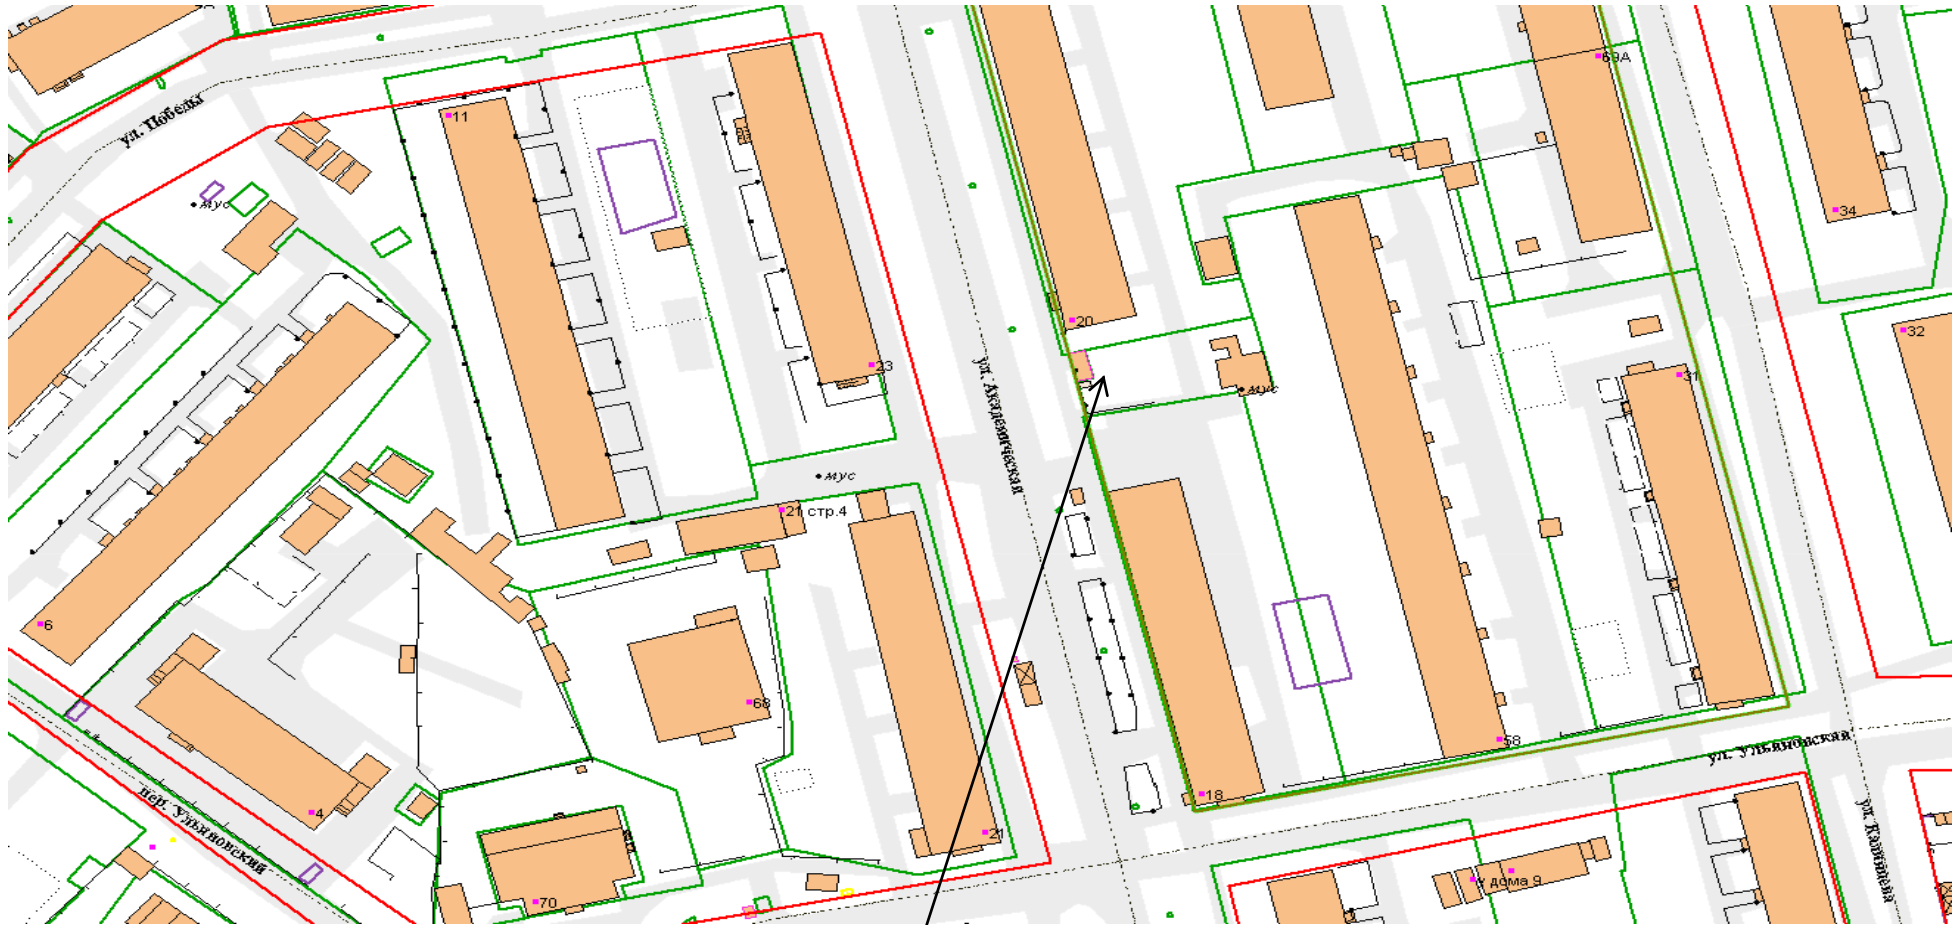 69А
ул. Победы
11
мус
34
20
32
23
31
мус
ул. Академическая
мус
21 стр.4
6
68
58
ул. Ульяновская
18
4
пер. Ульяновский
21
ул. Калинина
у дома 9
70